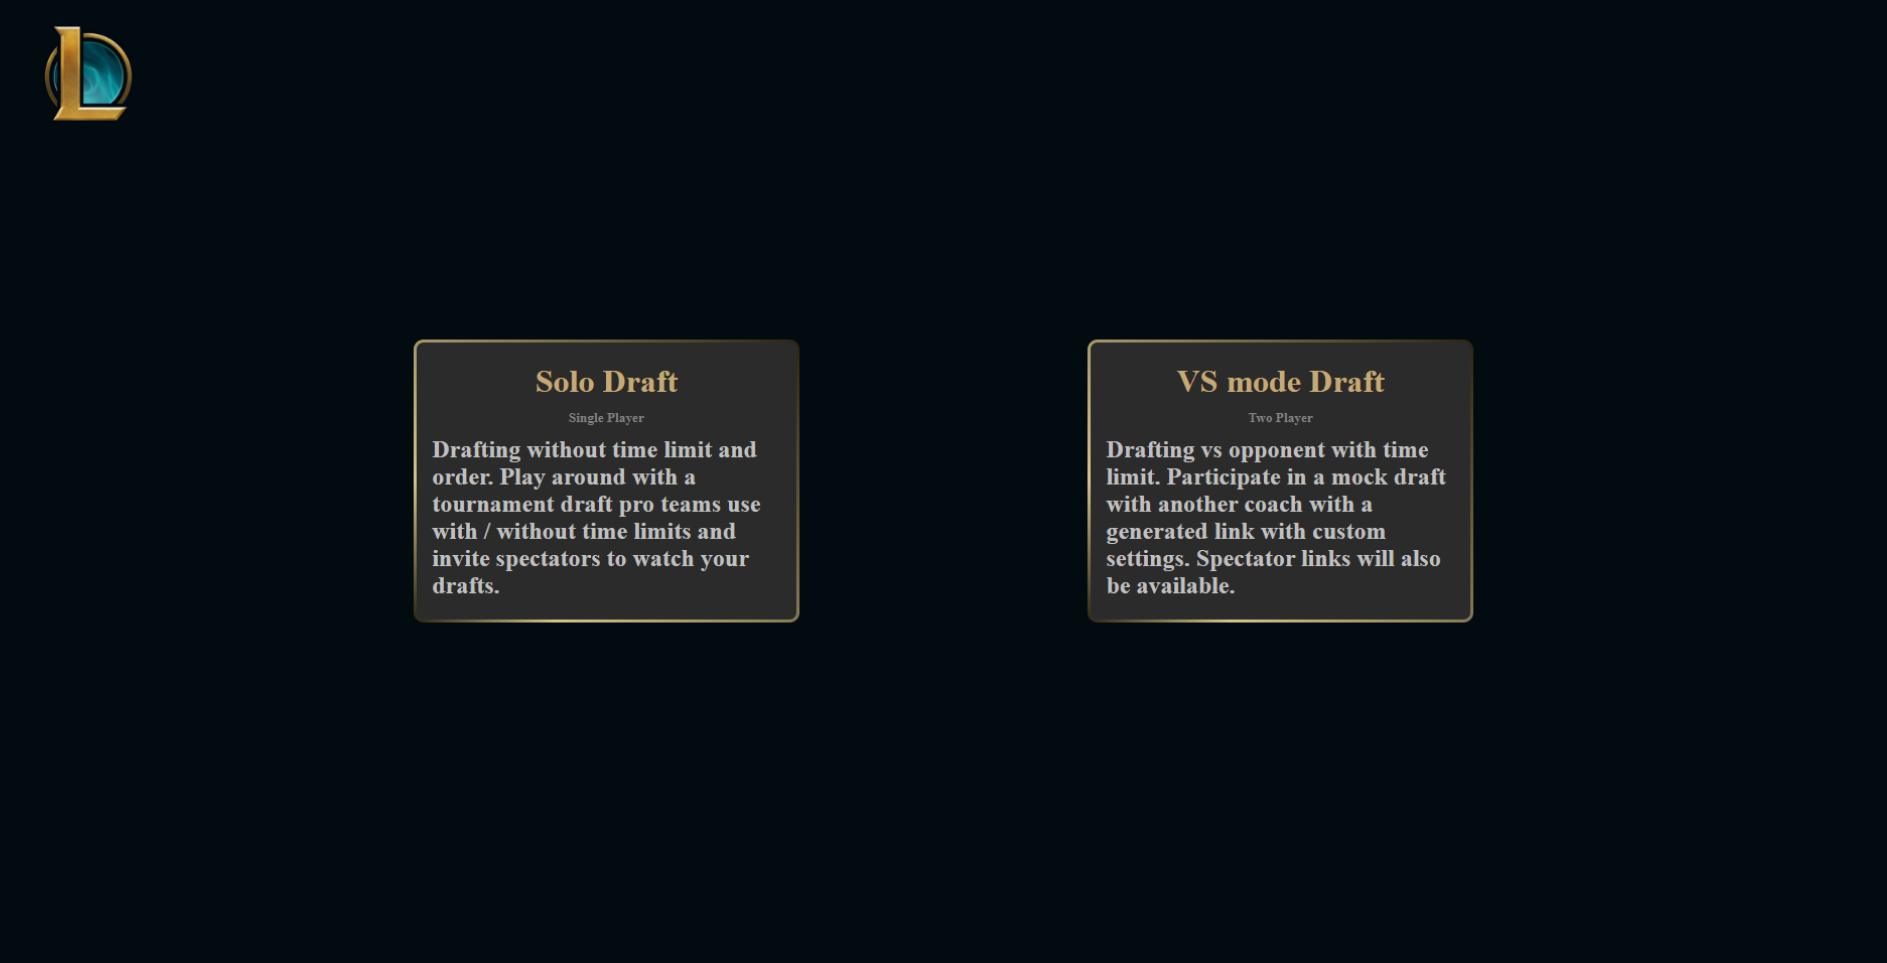 Solo Draft
Single Player
Drafting without time limit and
order. Play around with a
tournament draft pro teams use
with / without time limits and
invite spectators to watch your
drafts.
VS mode Draft
Two Player
Drafting vs opponent with time
limit. Participate in a mock draft
with another coach with a
generated link with custom
settings. Spectator links will also
be available.